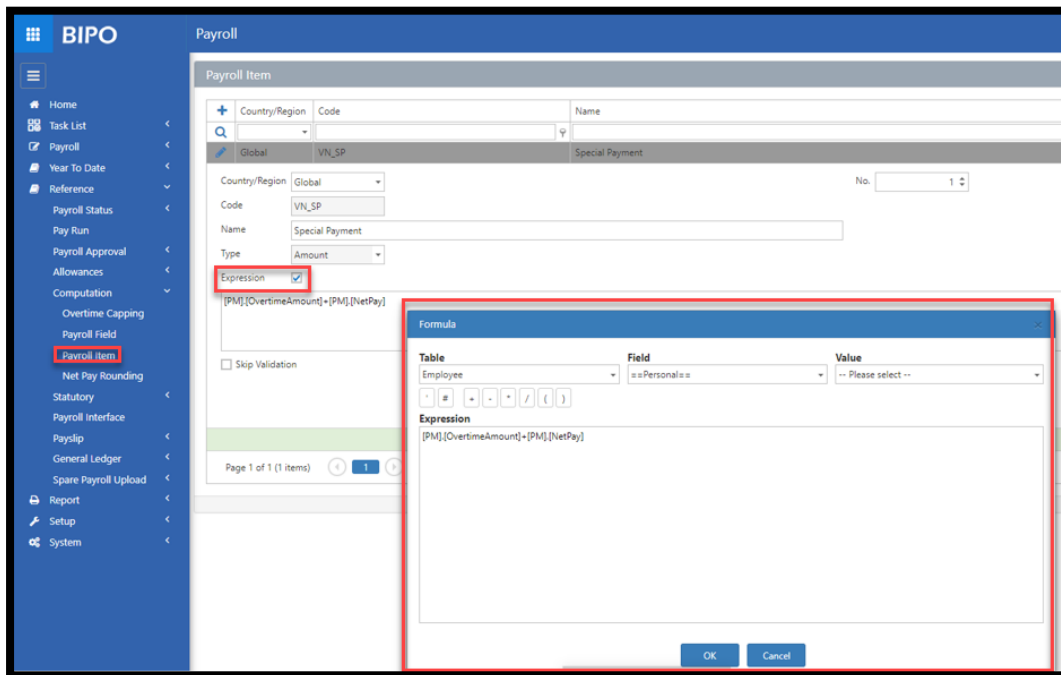 BIPO
Payroll
Payroll Item
Home
Task List
Payroll
Year To Date
Reference
Payroll Status
Pay Run
Payroll Approval
Allowances
Computation
Overtime Capping
Payroll Field
Payroll Item
Net Pay Rounding
Statutory
Payroll Interface
Payslip
General Ledger
Spare Payroll Upload
Report
Setup
System
Country/Region Code Name
Global VN_SP Special Payment
Country/Region Global No. 1
Code VN_SP
Name Special Payment
Type Amount
Expression
[PM].[OvertimeAmount]+[PM].[NetPay]
Skip Validation
Page 1 of 1 (1 items) 1
Formula
Table Field Value
Employee ==Personal== -- Please select --
' # + - * / ( )
Expression
[PM].[OvertimeAmount]+[PM].[NetPay]
OK Cancel